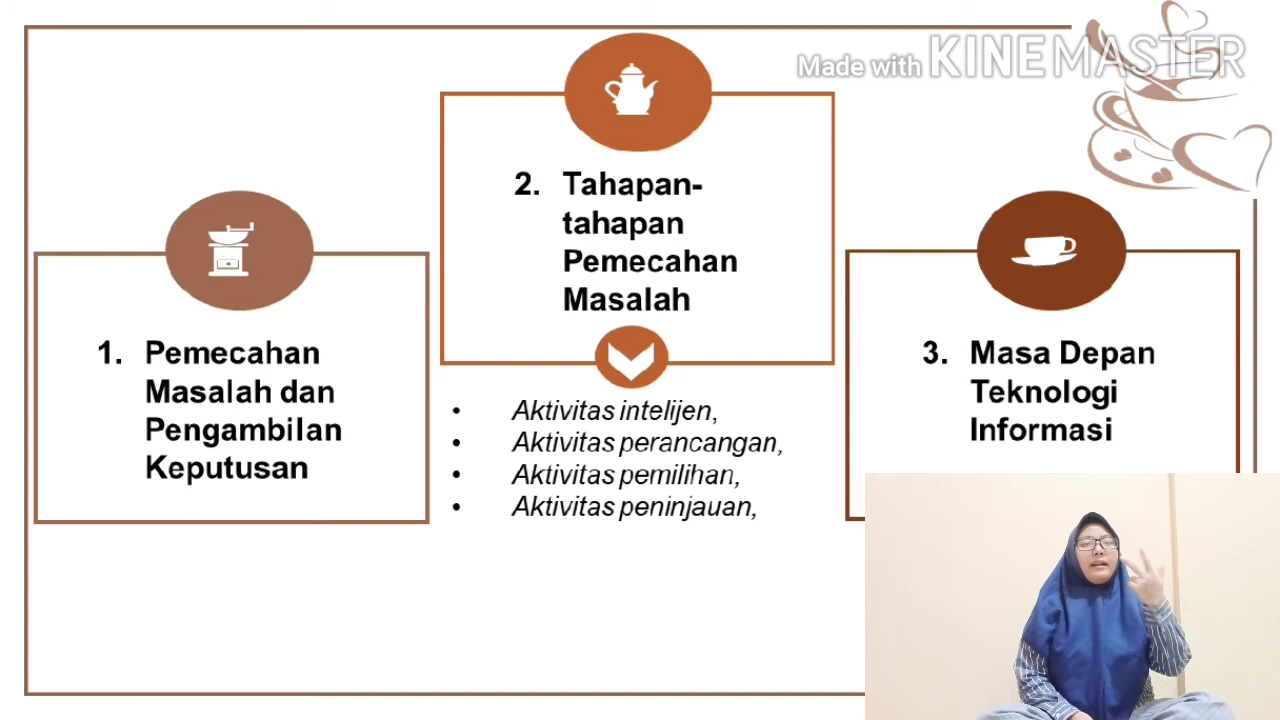 Made with KINEMASTER
1. Pemecahan
Masalah dan
Pengambilan
Keputusan
2. Tahapan-
tahapan
Pemecahan
Masalah
• Aktivitas intelijen,
• Aktivitas perancangan,
• Aktivitas pemilihan,
• Aktivitas peninjauan,
3. Masa Depan
Teknologi
Informasi